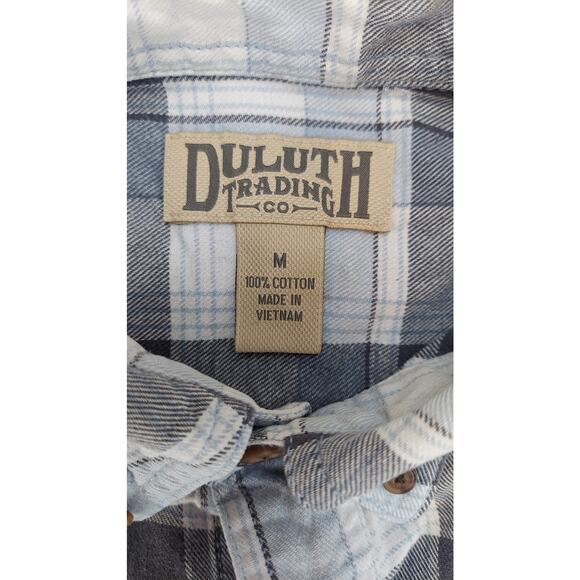 DULUTH
TRADING
CO
M
100% COTTON
MADE IN
VIETNAM